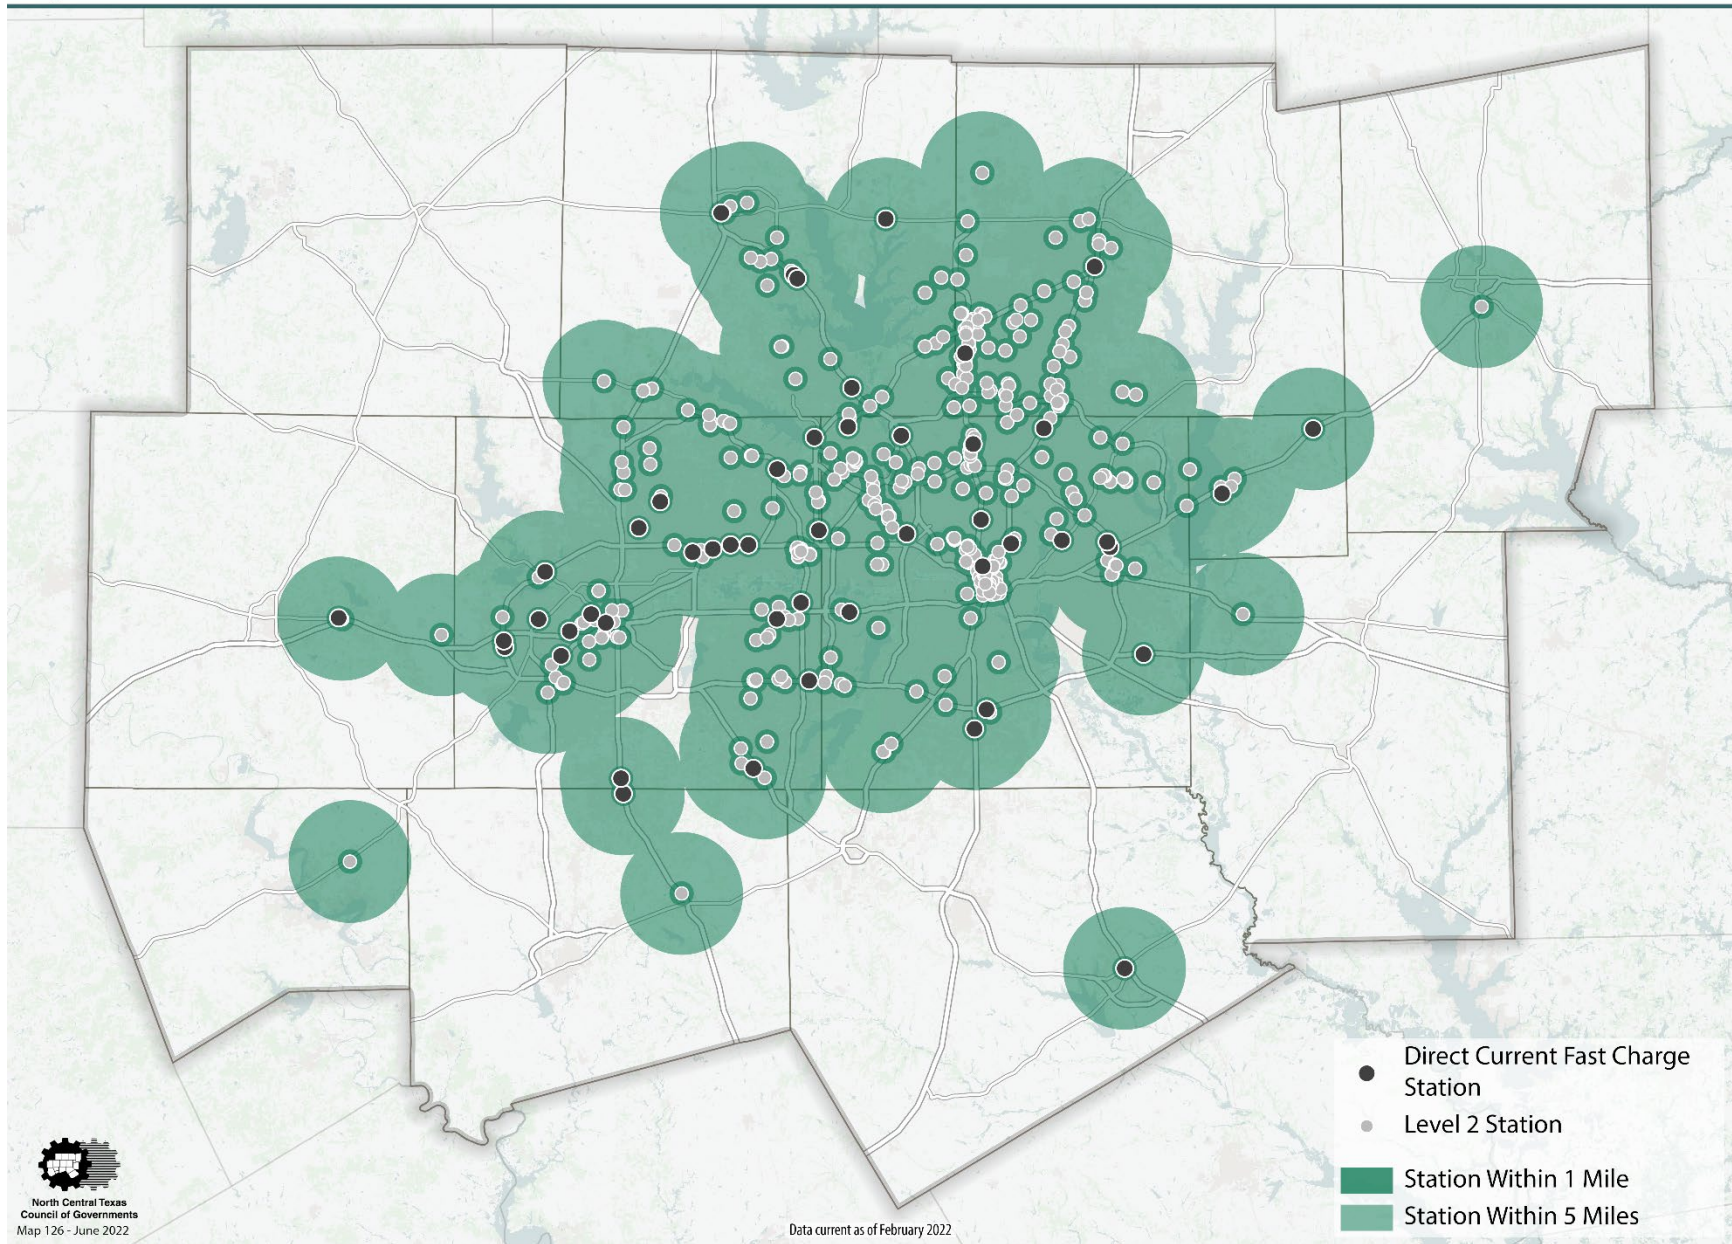 Direct Current Fast Charge
Station
Level 2 Station
Station Within 1 Mile
Station Within 5 Miles
North Central Texas
Council of Governments
Map 126 - June 2022
Data current as of February 2022